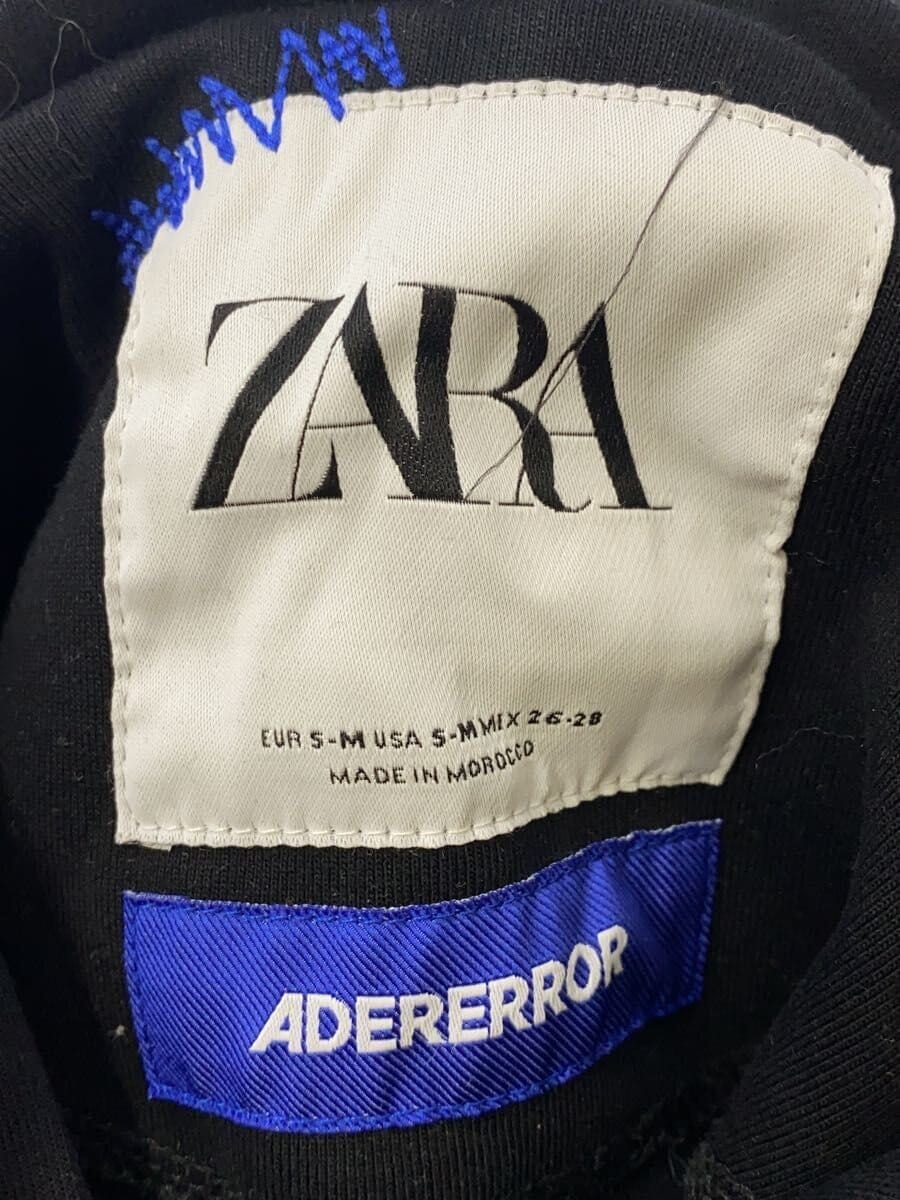 ZARA
EUR S-M USA S-M MEX 26-28
MADE IN MOROCCO
ADERERROR